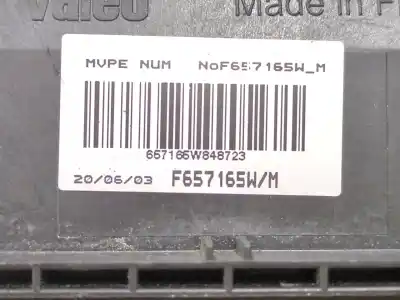 Valeo Made in F
MVPE NUM NoF657165W_M
657165W848723
20/06/03 F657165W/M